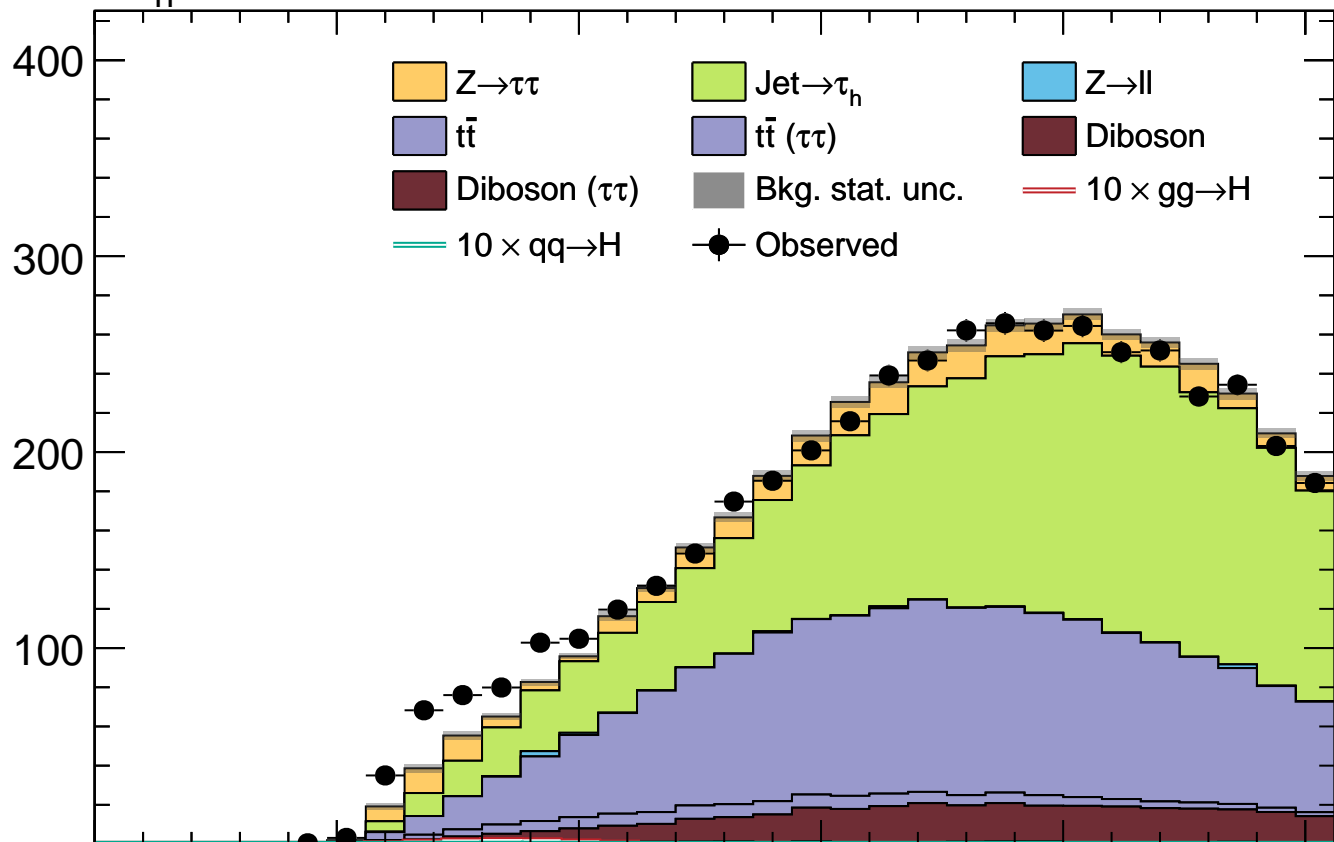 H
400
Z→ττ Jet→τh Z→ll
tt̄ tt̄ (ττ) Diboson
Diboson (ττ) Bkg. stat. unc. 10 × gg→H
10 × qq→H Observed
300
200
100